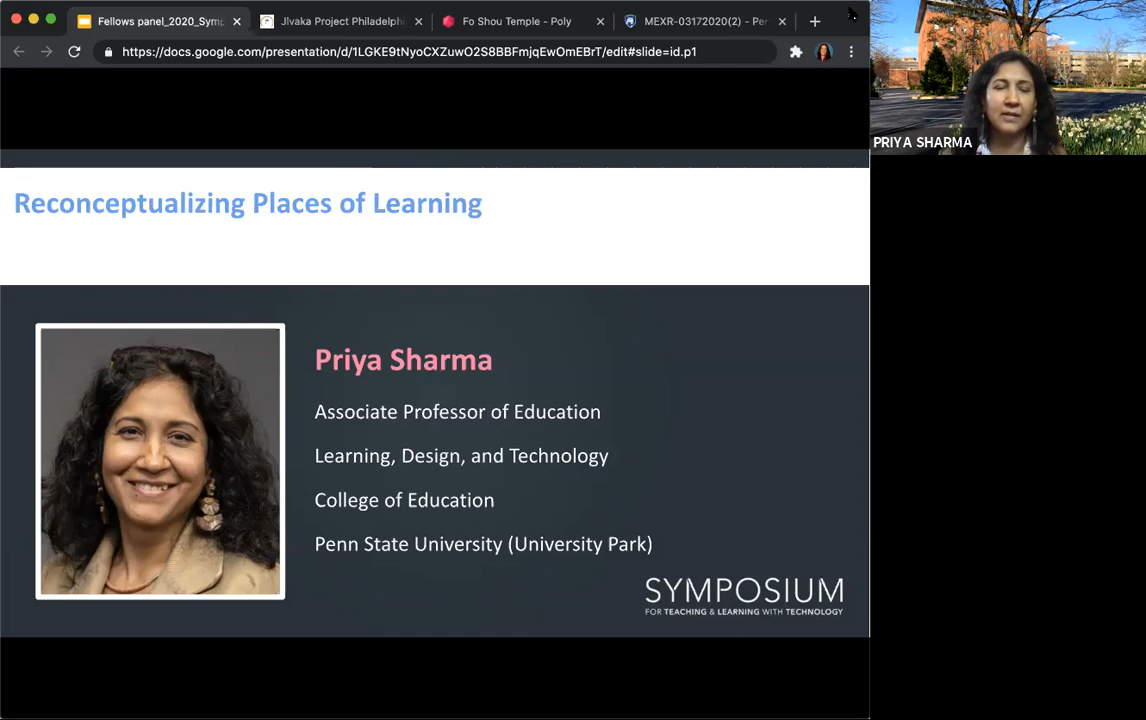 Fellows panel_2020_Symp
Jivaka Project Philadelphi
Fo Shou Temple - Poly
MEXR-03172020(2) - Per
https://docs.google.com/presentation/d/1LGKE9tNyoCXZuwO2S8BBFmjqEwOmEBrT/edit#slide=id.p1
PRIYA SHARMA
Reconceptualizing Places of Learning
Priya Sharma
Associate Professor of Education
Learning, Design, and Technology
College of Education
Penn State University (University Park)
SYMPOSIUM
FOR TEACHING & LEARNING WITH TECHNOLOGY